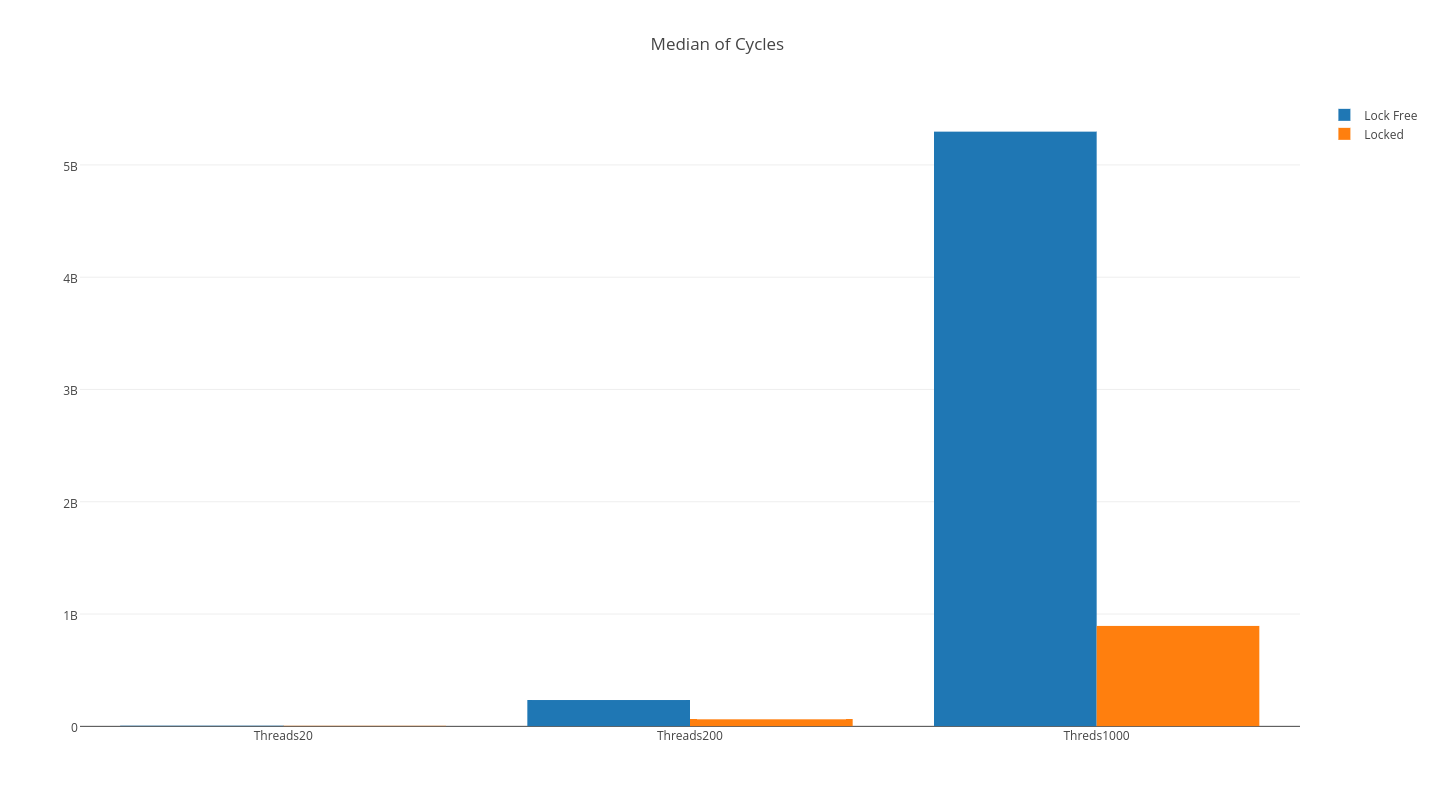 Median of Cycles
Lock Free
Locked
5B
4B
3B
2B
1B
0
Threads20
Threads200
Threds1000